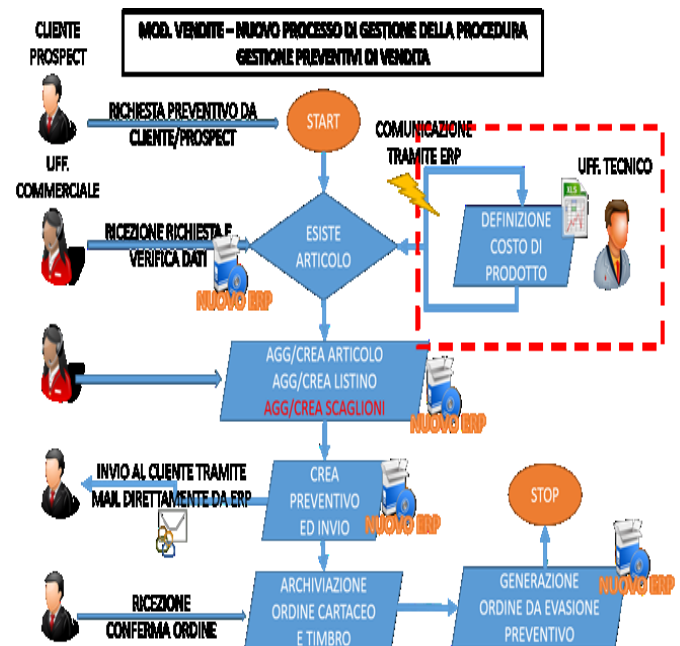 CLIENTE
PROSPECT
MOD. VENDITE – NUOVO PROCESSO DI GESTIONE DELLA PROCEDURA
GESTIONE PREVENTIVI DI VENDITA
RICHIESTA PREVENTIVO DA
CLIENTE/PROSPECT
START
COMUNICAZIONE
TRAMITE ERP
UFF. TECNICO
XLS
DEFINIZIONE
COSTO DI
PRODOTTO
UFF.
COMMERCIALE
RICEZIONE RICHIESTA E
VERIFICA DATI
ESISTE
ARTICOLO
NUOVO ERP
AGG/CREA ARTICOLO
AGG/CREA LISTINO
AGG/CREA SCAGLIONI
NUOVO ERP
INVIO AL CLIENTE TRAMITE
MAIL DIRETTAMENTE DA ERP
CREA
PREVENTIVO
ED INVIO
NUOVO ERP
STOP
RICEZIONE
CONFERMA ORDINE
ARCHIVIAZIONE
ORDINE CARTACEO
E TIMBRO
GENERAZIONE
ORDINE DA EVASIONE
PREVENTIVO
NUOVO ERP